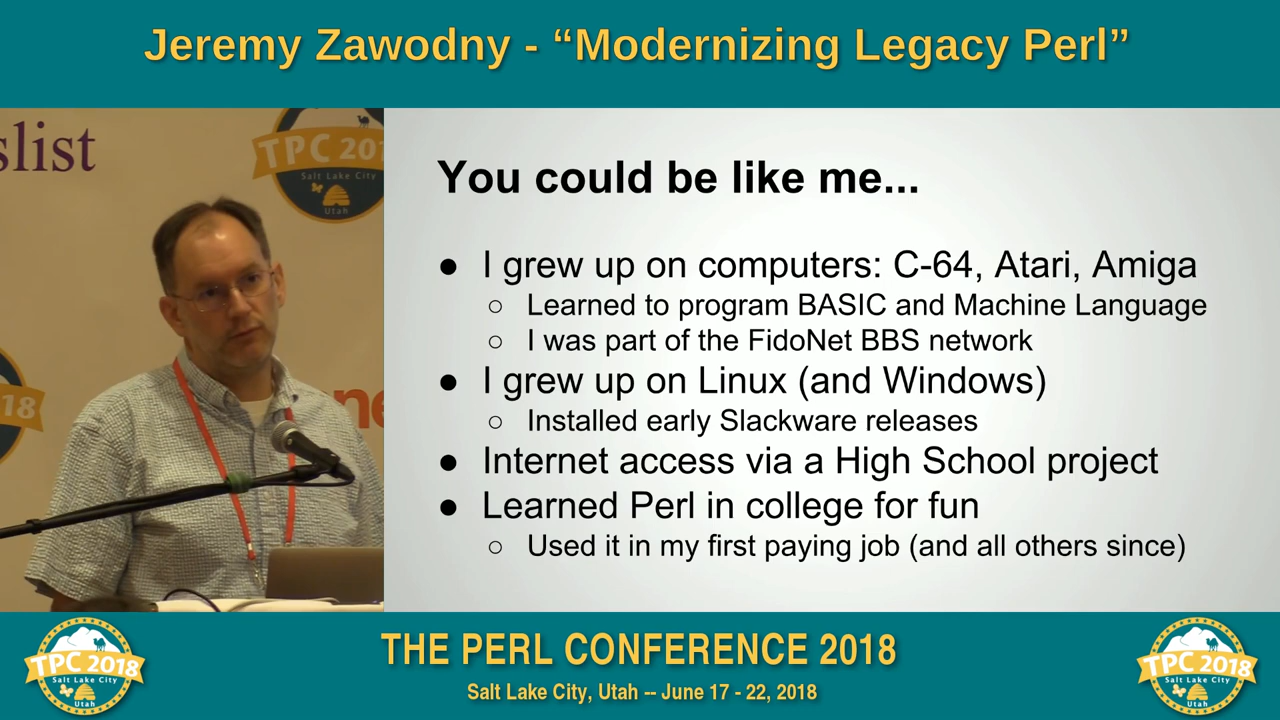 Jeremy Zawodny - “Modernizing Legacy Perl”
slist
TPC 201
Salt Lake City
Utah
18
ne
You could be like me...
● I grew up on computers: C-64, Atari, Amiga
○ Learned to program BASIC and Machine Language
○ I was part of the FidoNet BBS network
● I grew up on Linux (and Windows)
○ Installed early Slackware releases
● Internet access via a High School project
● Learned Perl in college for fun
○ Used it in my first paying job (and all others since)
TPC 2018
Salt Lake City
Utah
THE PERL CONFERENCE 2018
Salt Lake City, Utah -- June 17 - 22, 2018
TPC 2018
Salt Lake City
Utah